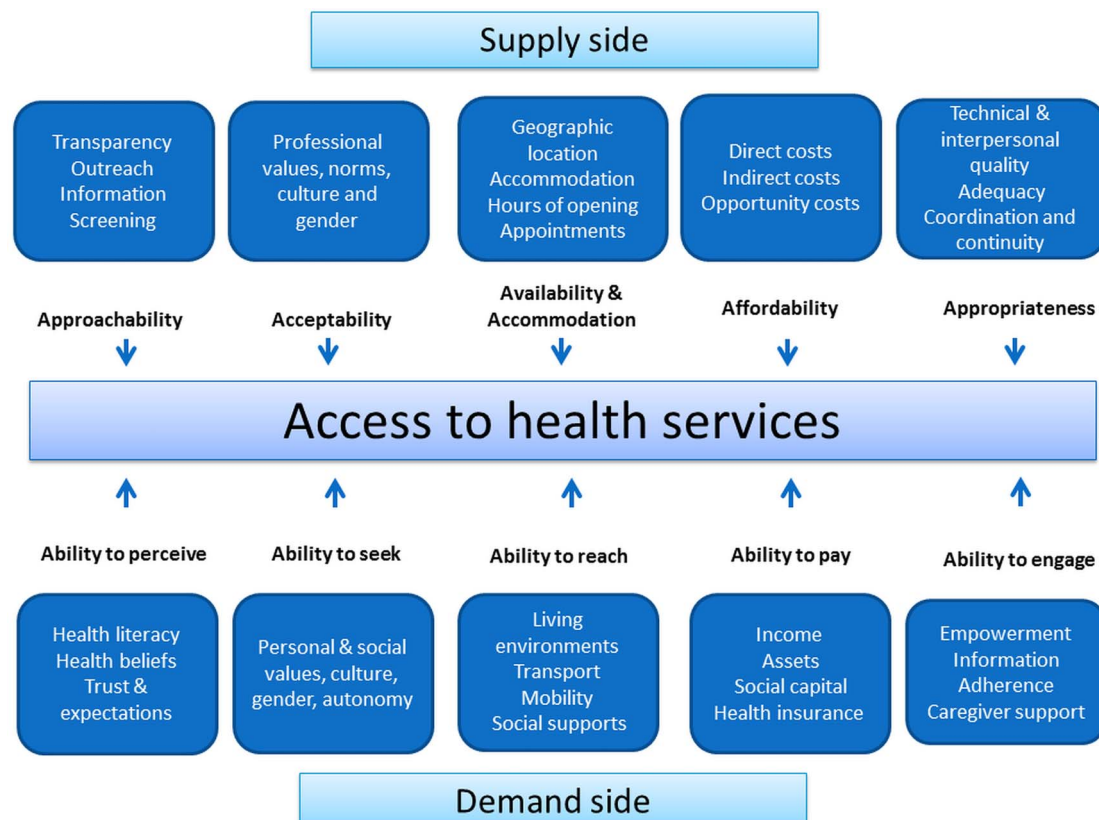 Supply side
Transparency
Outreach
Information
Screening
Professional
values, norms,
culture and
gender
Geographic
location
Accommodation
Hours of opening
Appointments
Direct costs
Indirect costs
Opportunity costs
Technical &
interpersonal
quality
Adequacy
Coordination and
continuity
Approachability
Acceptability
Availability &
Accommodation
Affordability
Appropriateness
Access to health services
Ability to perceive
Ability to seek
Ability to reach
Ability to pay
Ability to engage
Health literacy
Health beliefs
Trust &
expectations
Personal & social
values, culture,
gender, autonomy
Living
environments
Transport
Mobility
Social supports
Income
Assets
Social capital
Health insurance
Empowerment
Information
Adherence
Caregiver support
Demand side